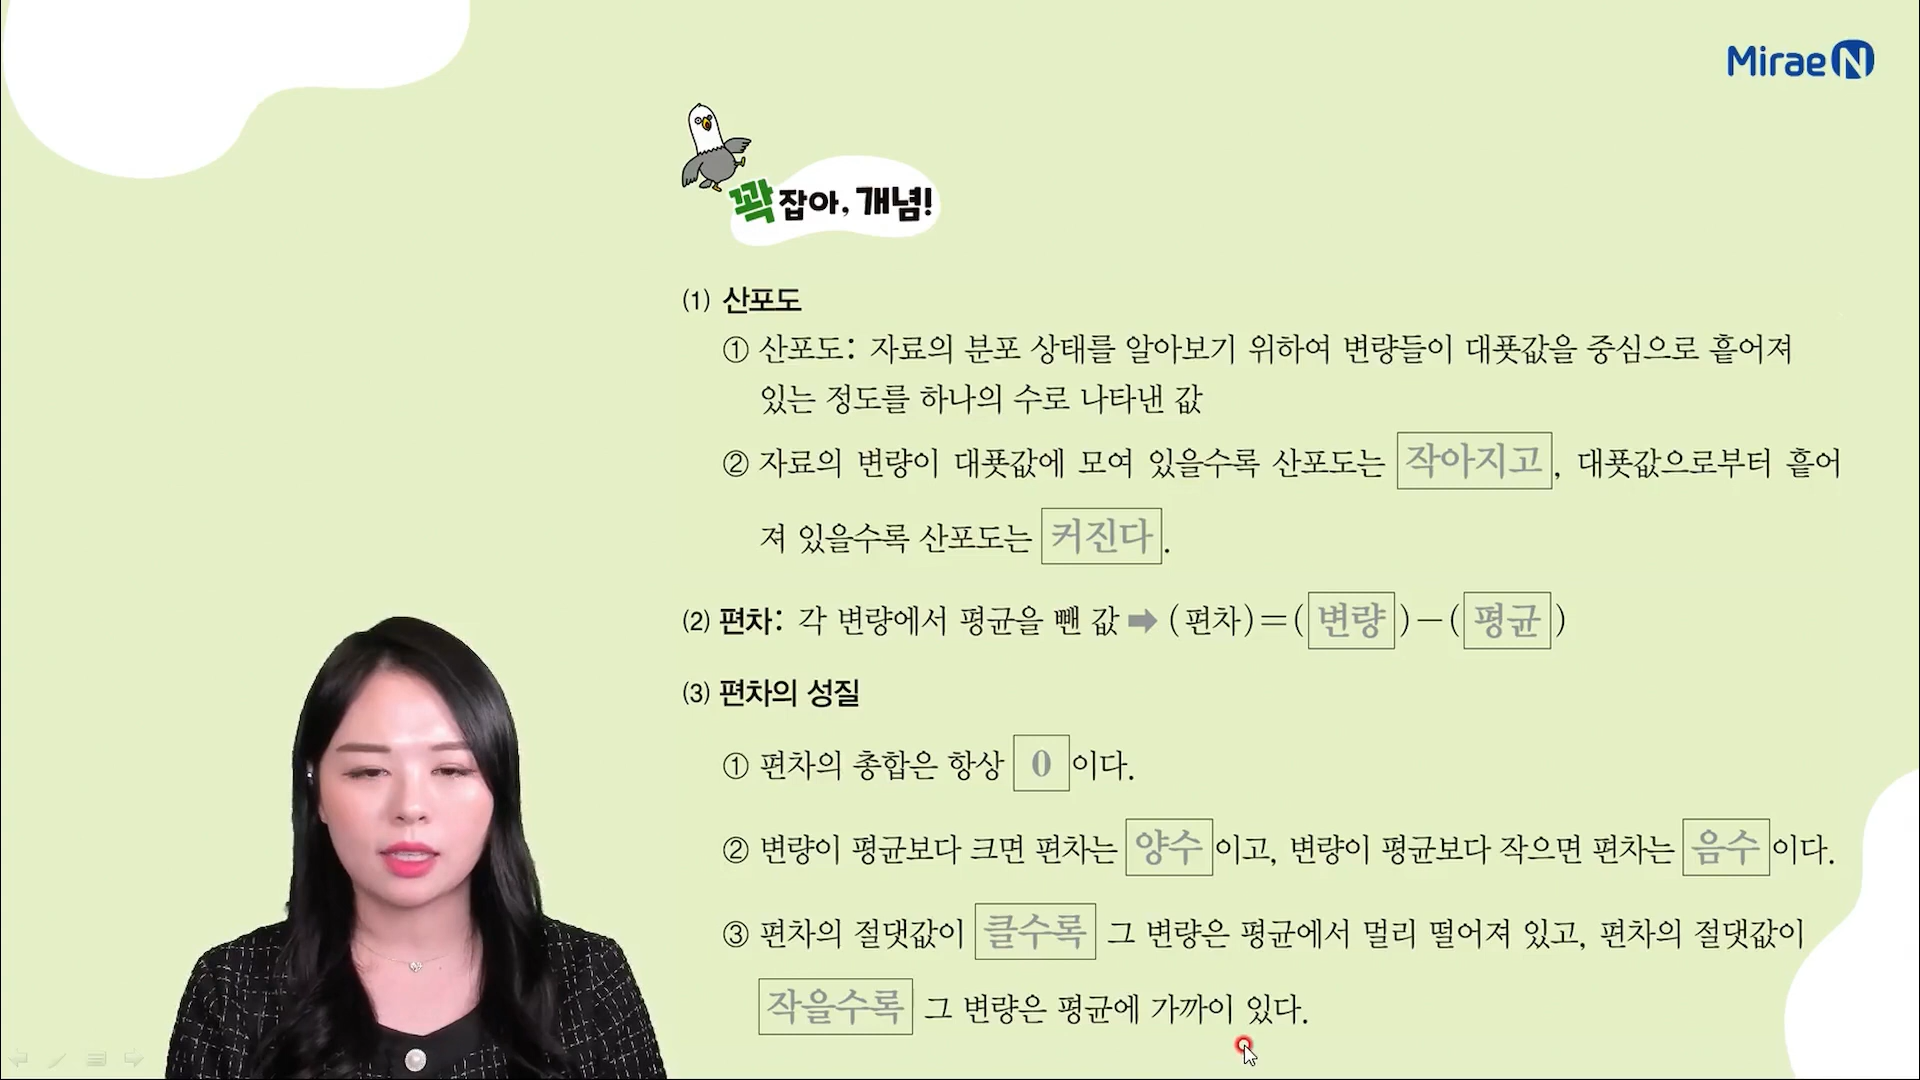 Mirae N
꽉 잡아, 개념!
(1) 산포도
① 산포도: 자료의 분포 상태를 알아보기 위하여 변량들이 대푯값을 중심으로 흩어져
있는 정도를 하나의 수로 나타낸 값
② 자료의 변량이 대푯값에 모여 있을수록 산포도는 작아지고, 대푯값으로부터 흩어
져 있을수록 산포도는 커진다.
(2) 편차: 각 변량에서 평균을 뺀 값 ➡ (편차)=(변량)-(평균)
(3) 편차의 성질
① 편차의 총합은 항상 0이다.
② 변량이 평균보다 크면 편차는 양수이고, 변량이 평균보다 작으면 편차는 음수이다.
③ 편차의 절댓값이 클수록 그 변량은 평균에서 멀리 떨어져 있고, 편차의 절댓값이
작을수록 그 변량은 평균에 가까이 있다.